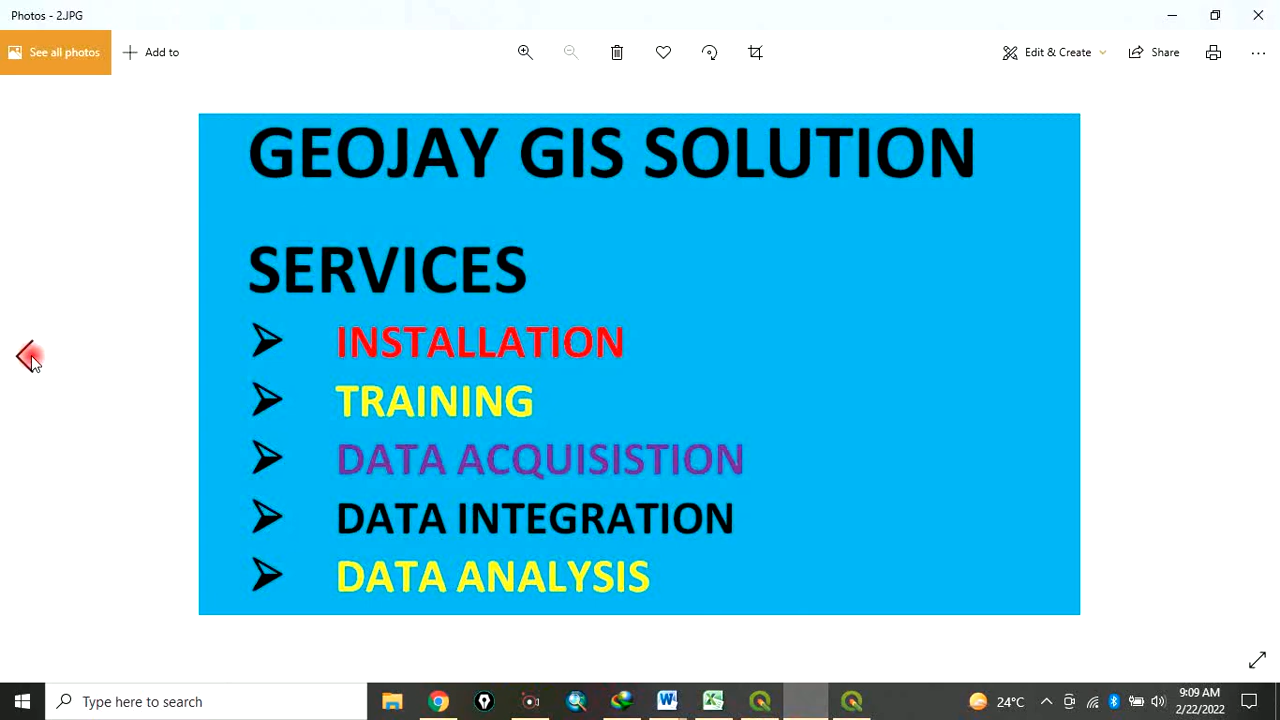 Photos - 2.JPG
See all photos
Add to
Edit & Create
Share
GEOJAY GIS SOLUTION
SERVICES
➢ INSTALLATION
➢ TRAINING
➢ DATA ACQUISISTION
➢ DATA INTEGRATION
➢ DATA ANALYSIS
Type here to search
24°C
9:09 AM
2/22/2022